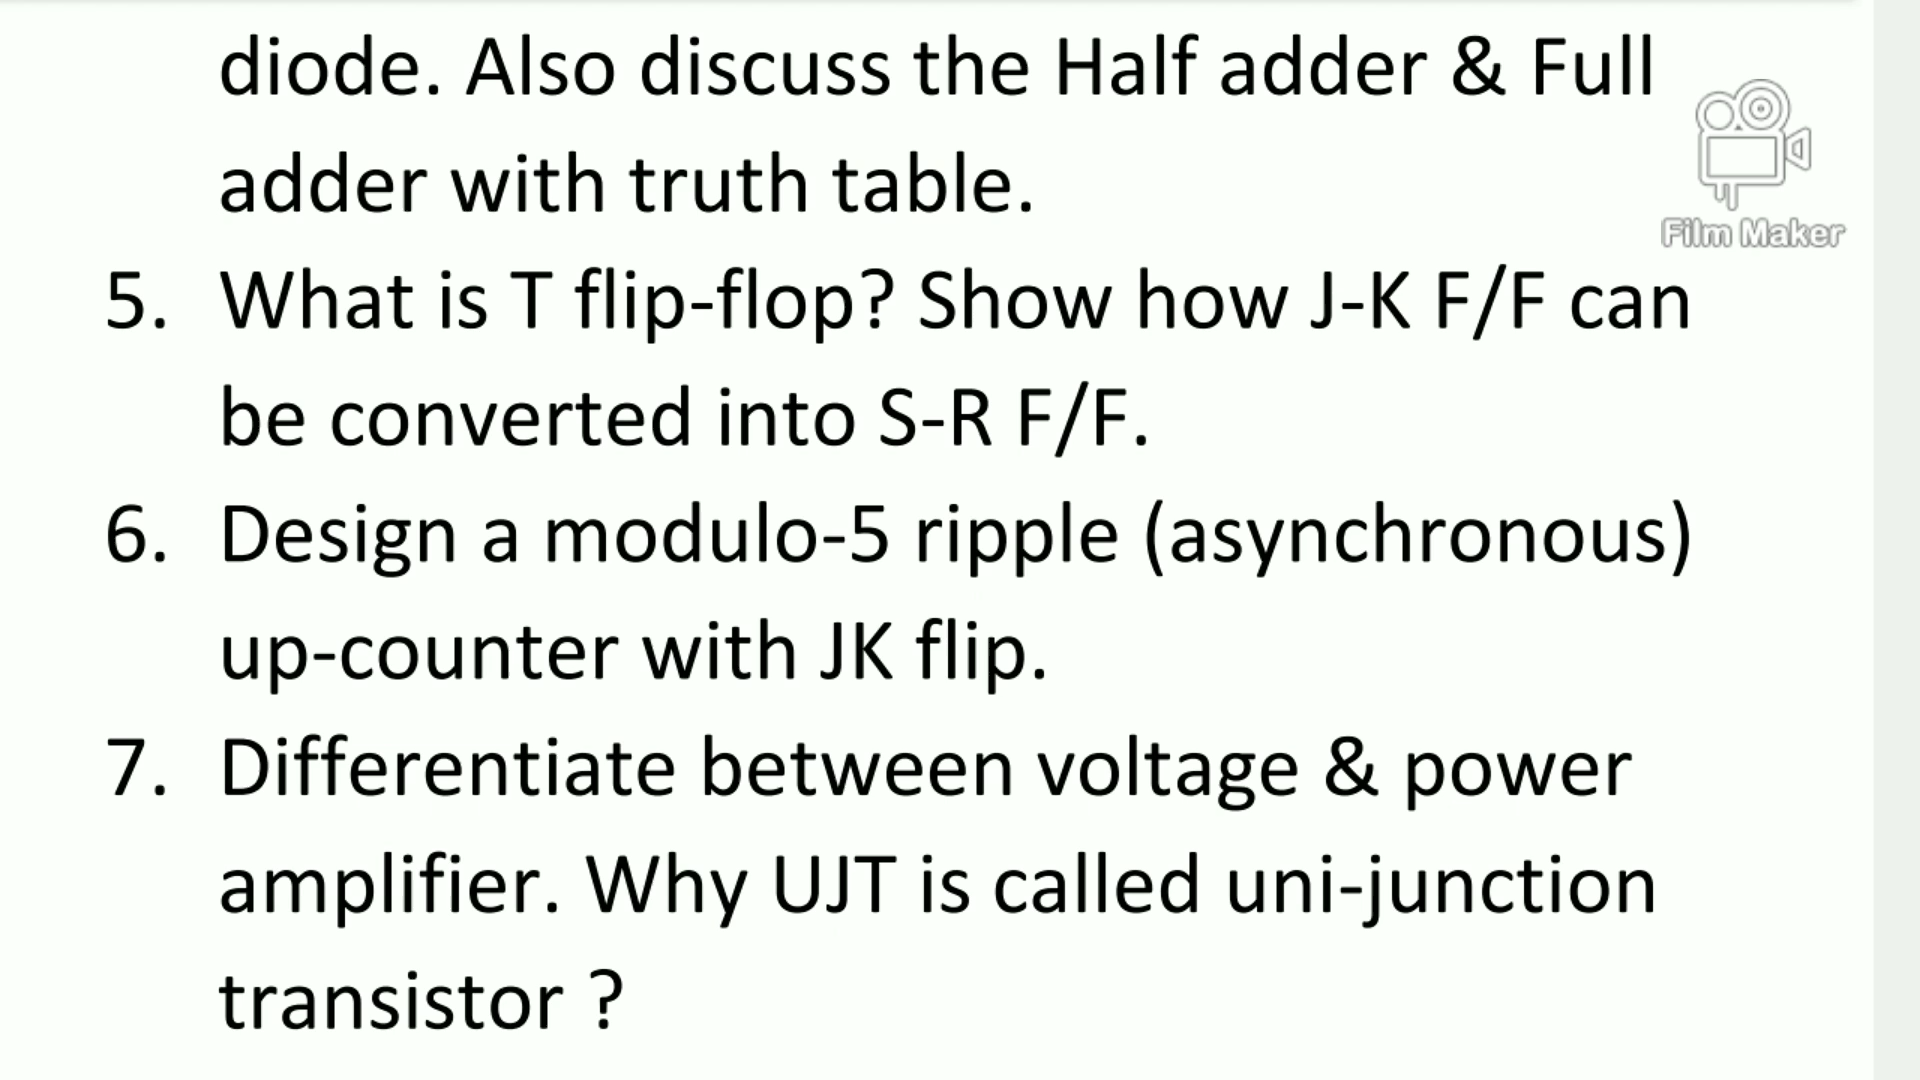 diode. Also discuss the Half adder & Full
adder with truth table.
Film Maker
5. What is T flip-flop? Show how J-K F/F can
be converted into S-R F/F.
6. Design a modulo-5 ripple (asynchronous)
up-counter with JK flip.
7. Differentiate between voltage & power
amplifier. Why UJT is called uni-junction
transistor ?